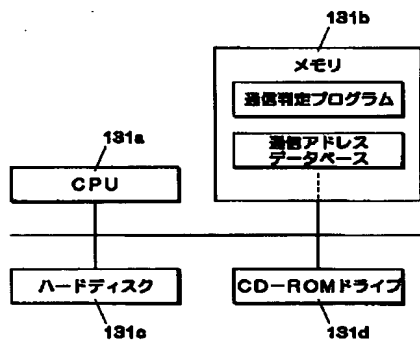 131b
メモリ
通信判定プログラム
131a
通信アドレス
データベース
CPU
ハードディスク
CD-ROMドライブ
131c
131d